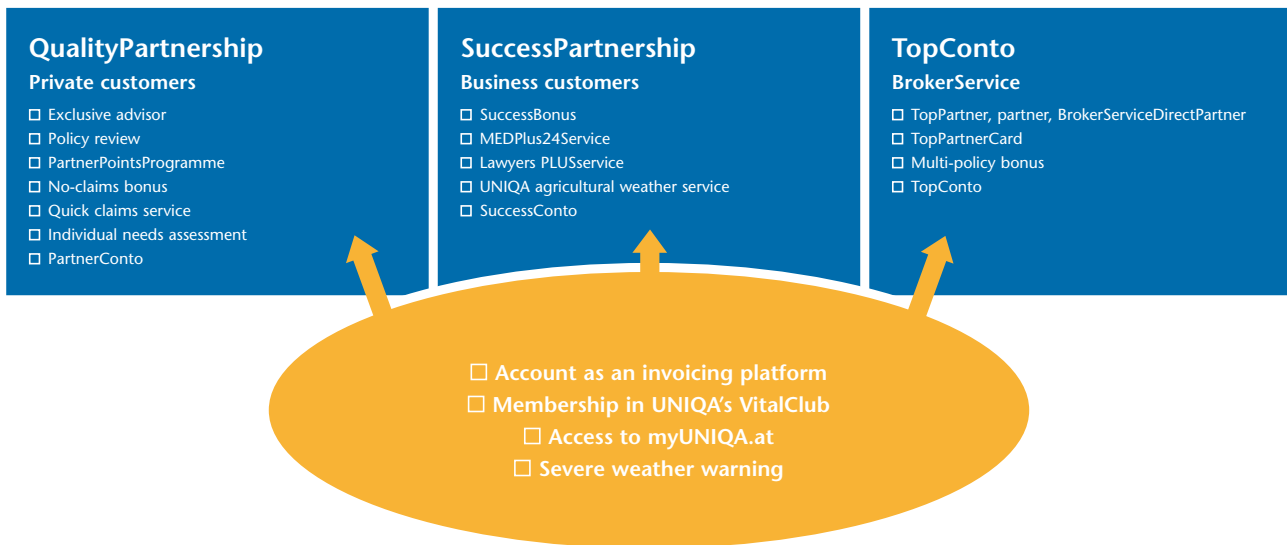 QualityPartnership
Private customers
☐ Exclusive advisor
☐ Policy review
☐ PartnerPointsProgramme
☐ No-claims bonus
☐ Quick claims service
☐ Individual needs assessment
☐ PartnerConto
SuccessPartnership
Business customers
☐ SuccessBonus
☐ MEDPlus24Service
☐ Lawyers PLUSservice
☐ UNIQA agricultural weather service
☐ SuccessConto
TopConto
BrokerService
☐ TopPartner, partner, BrokerServiceDirectPartner
☐ TopPartnerCard
☐ Multi-policy bonus
☐ TopConto
☐ Account as an invoicing platform
☐ Membership in UNIQA’s VitalClub
☐ Access to myUNIQA.at
☐ Severe weather warning